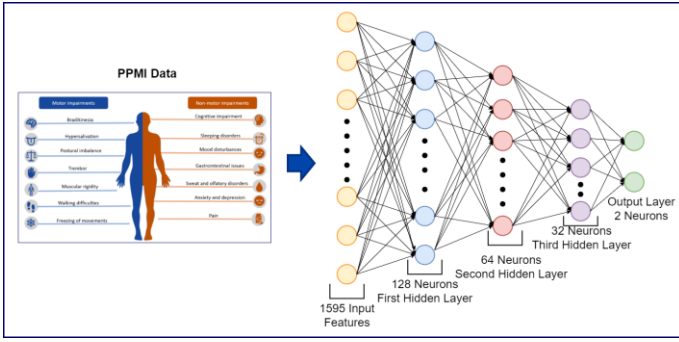 PPMI Data
Motor impairments
Non-motor impairments
Bradikinesia
Hypersalivation
Postural imbalance
Tremor
Muscular rigidity
Walking difficulties
Freezing of movements
Cognitive impairment
Sleeping disorders
Mood disturbances
Gastrointestinal issues
Sweat and olfatory disorders
Anxiety and depression
Pain
1595 Input
Features
128 Neurons
First Hidden Layer
64 Neurons
Second Hidden Layer
32 Neurons
Third Hidden Layer
Output Layer
2 Neurons